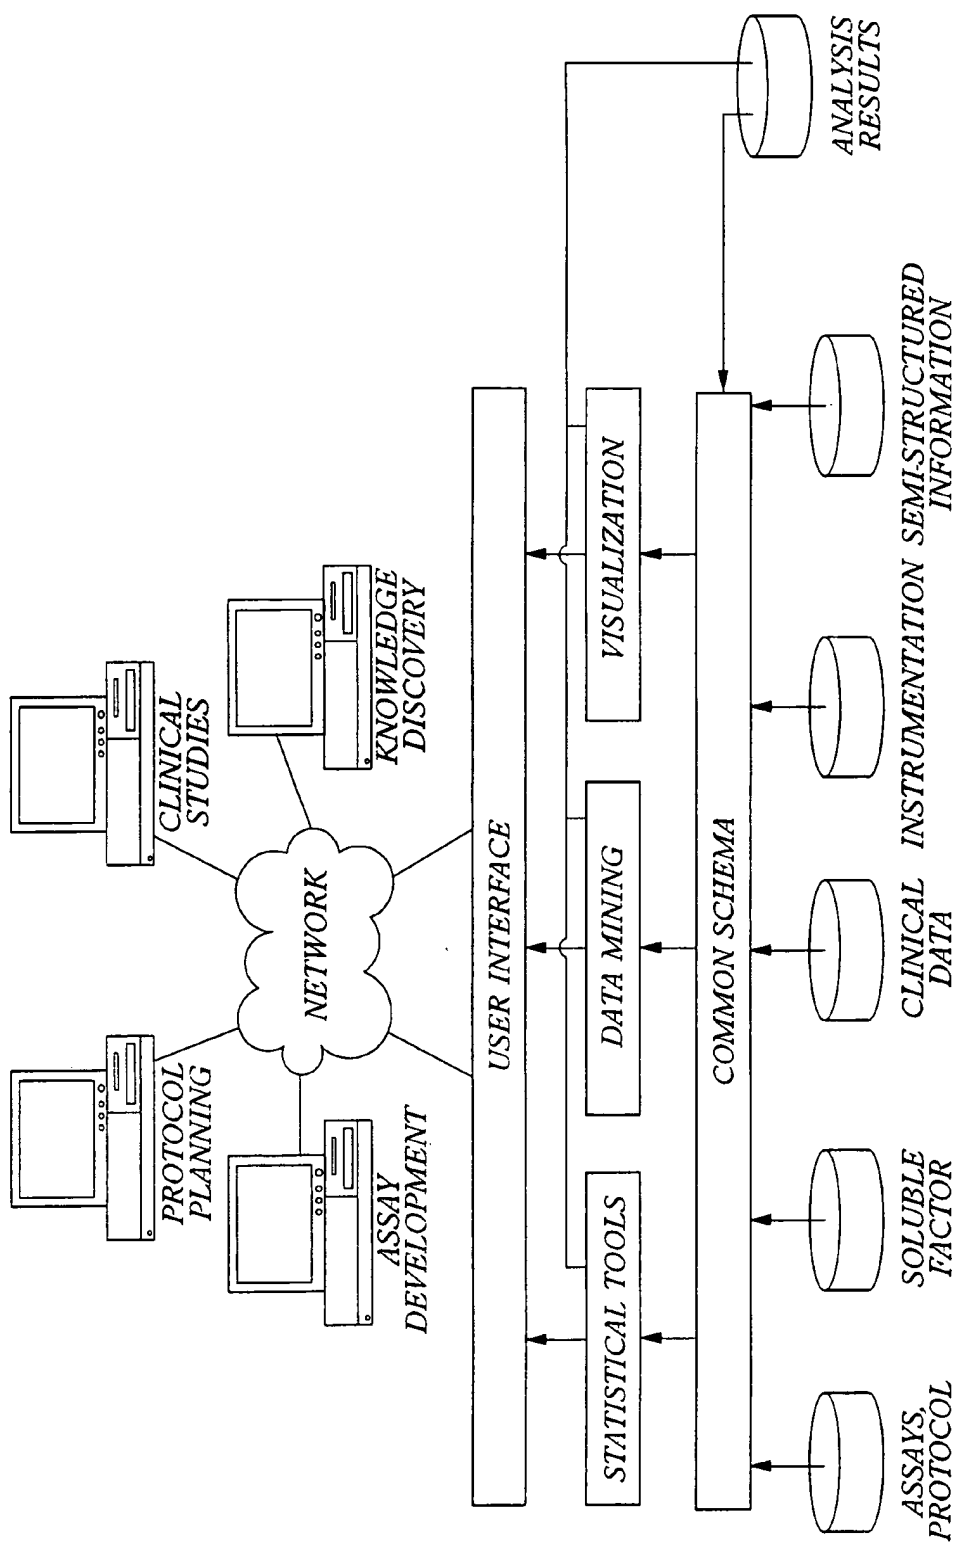 PROTOCOL
PLANNING
CLINICAL
STUDIES
ASSAY
DEVELOPMENT
NETWORK
KNOWLEDGE
DISCOVERY
USER INTERFACE
STATISTICAL TOOLS
DATA MINING
VISUALIZATION
COMMON SCHEMA
ANALYSIS
RESULTS
ASSAYS,
PROTOCOL
SOLUBLE
FACTOR
CLINICAL
DATA
INSTRUMENTATION
SEMI-STRUCTURED
INFORMATION